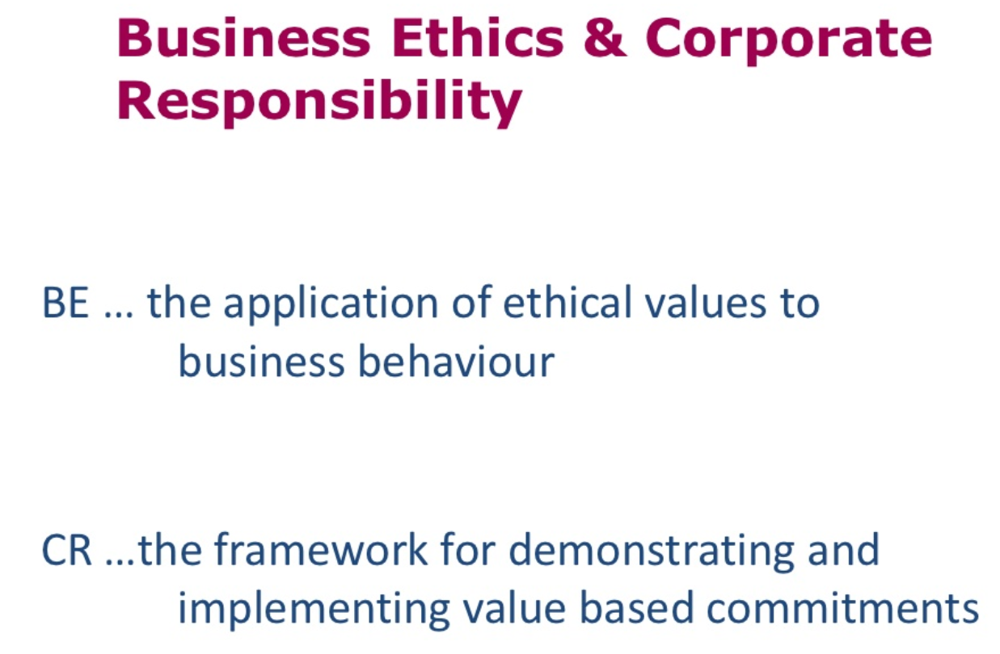 Business Ethics & Corporate
Responsibility
BE ... the application of ethical values to
business behaviour
CR ...the framework for demonstrating and
implementing value based commitments